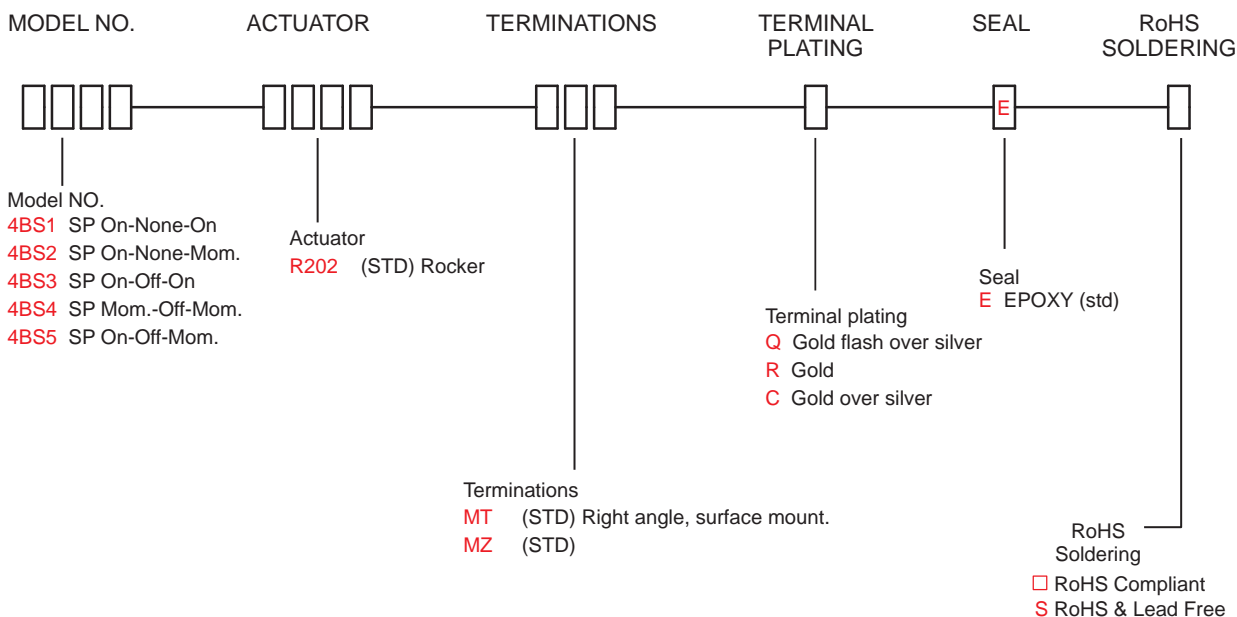 MODEL NO.
ACTUATOR
TERMINATIONS
TERMINAL
PLATING
SEAL
RoHS
SOLDERING
E
Model NO.
4BS1 SP On-None-On
4BS2 SP On-None-Mom.
4BS3 SP On-Off-On
4BS4 SP Mom.-Off-Mom.
4BS5 SP On-Off-Mom.
Actuator
R202 (STD) Rocker
Terminations
MT (STD) Right angle, surface mount.
MZ (STD)
Terminal plating
Q Gold flash over silver
R Gold
C Gold over silver
Seal
E EPOXY (std)
RoHS
Soldering
□ RoHS Compliant
S RoHS & Lead Free